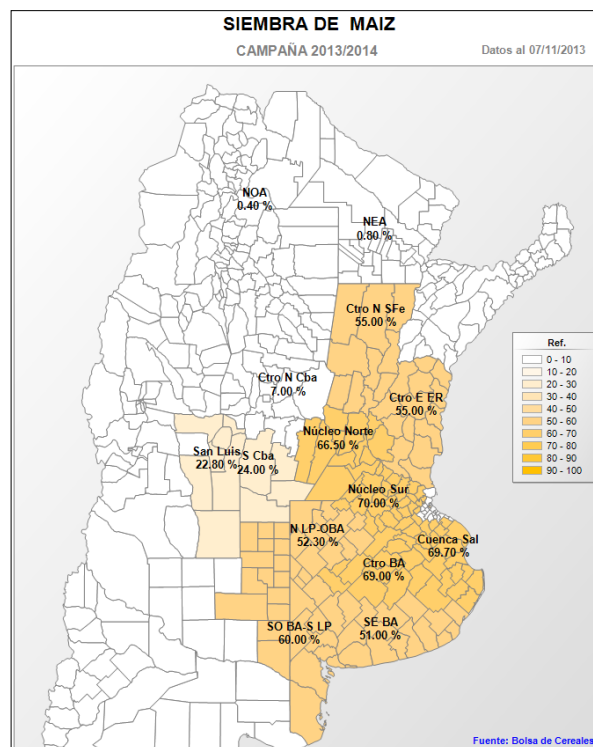 SIEMBRA DE MAIZ
CAMPAÑA 2013/2014
Datos al 07/11/2013
NOA
0.40 %
NEA
0.80 %
Ctro N SFe
55.00 %
Ctro N Cba
7.00 %
Ctro E ER
55.00 %
Núcleo Norte
66.50 %
San Luis
22.80 %
S Cba
24.00 %
Núcleo Sur
70.00 %
N LP-OBA
52.30 %
Cuenca Sal
69.70 %
Ctro BA
69.00 %
SO BA-S LP
60.00 %
SE BA
51.00 %
Ref.
0 - 10
10 - 20
20 - 30
30 - 40
40 - 50
50 - 60
60 - 70
70 - 80
80 - 90
90 - 100
Fuente: Bolsa de Cereales